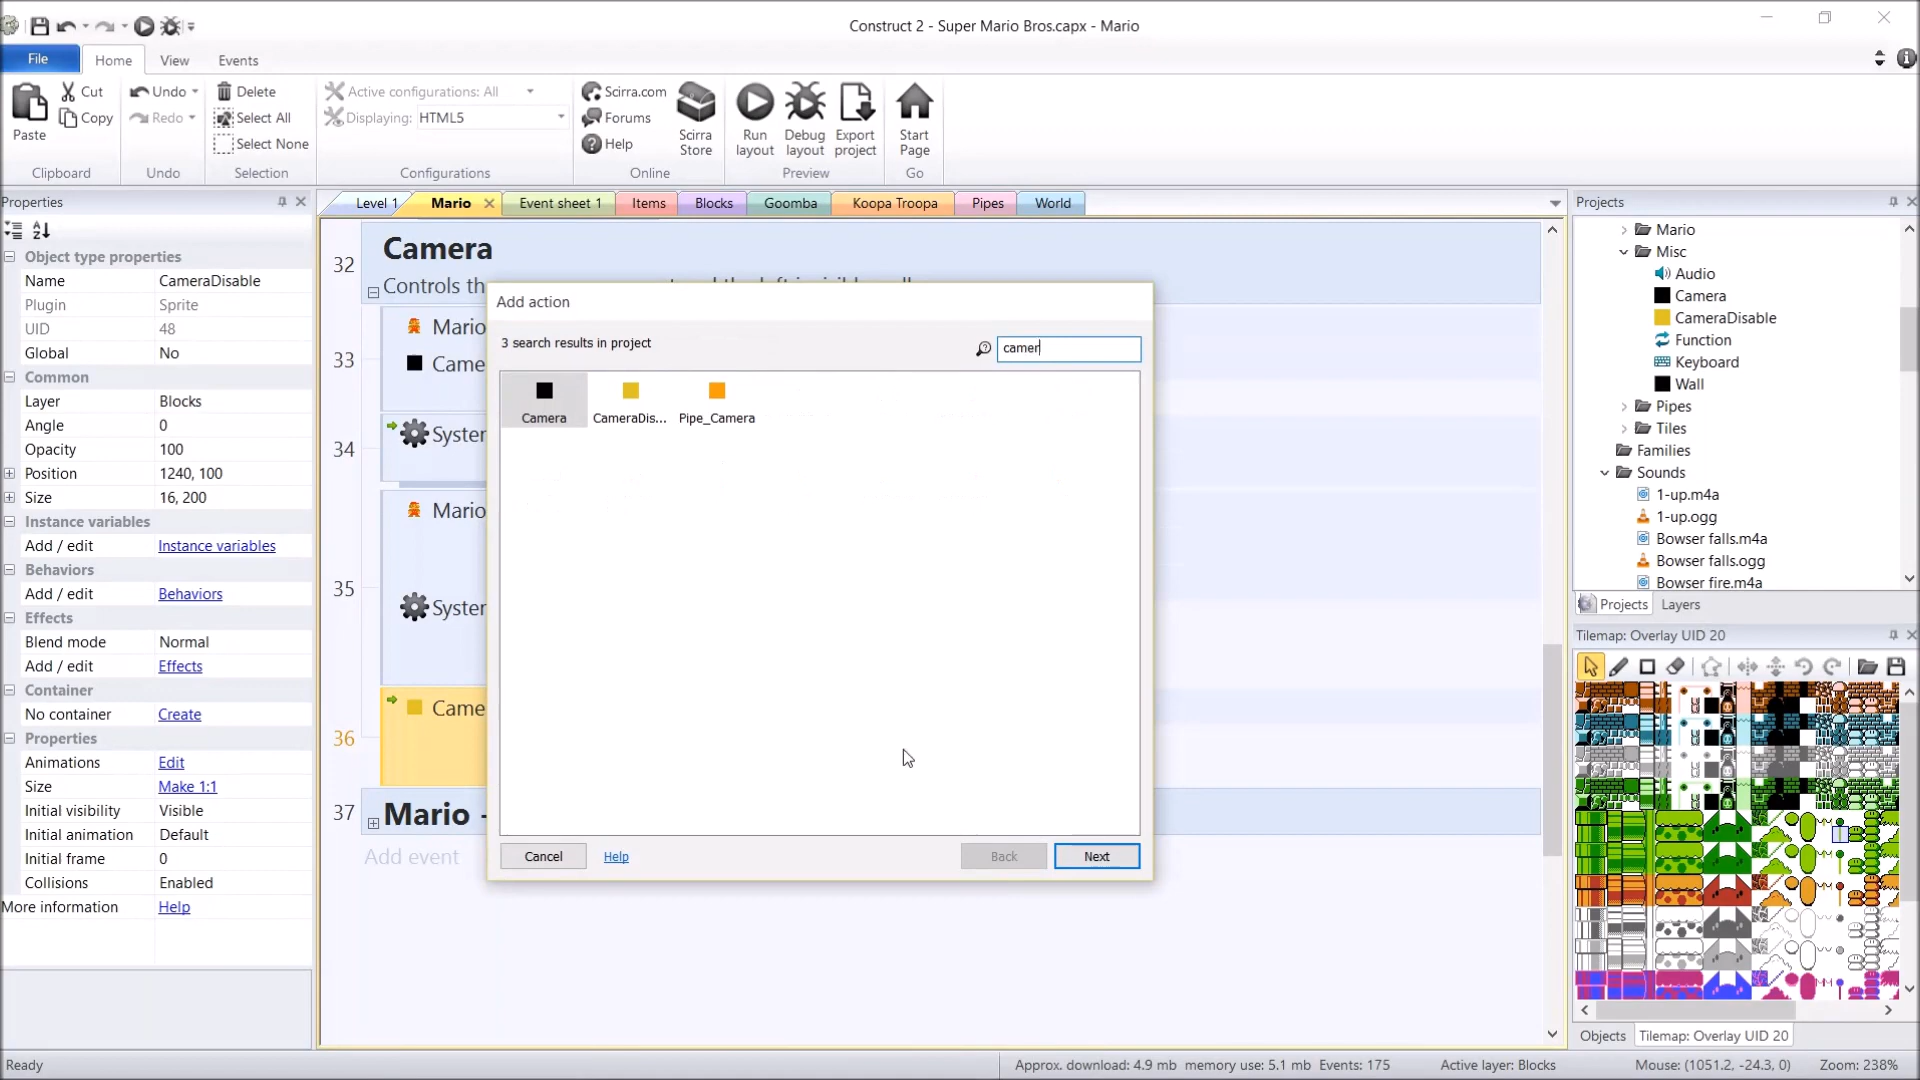 Construct 2 - Super Mario Bros.capx - Mario
File
Home
View
Events
Paste
Cut
Copy
Clipboard
Undo
Redo
Undo
Delete
Select All
Select None
Selection
Active configurations: All
Displaying: HTML5
Configurations
Scirra.com
Forums
Help
Scirra Store
Online
Run layout
Debug layout
Export project
Preview
Start Page
Go
Properties
Object type properties
Name CameraDisable
Plugin Sprite
UID 48
Global No
Common
Layer Blocks
Angle 0
Opacity 100
Position 1240, 100
Size 16, 200
Instance variables
Add / edit Instance variables
Behaviors
Add / edit Behaviors
Effects
Blend mode Normal
Add / edit Effects
Container
No container Create
Properties
Animations Edit
Size Make 1:1
Initial visibility Visible
Initial animation Default
Initial frame 0
Collisions Enabled
More information Help
Level 1
Mario
Event sheet 1
Items
Blocks
Goomba
Koopa Troopa
Pipes
World
32 Camera
Controls th
33 Mario
Came
34 System
35 Mario
System
36 Came
37 Mario -
Add event
Add action
3 search results in project
camer
Camera
CameraDis...
Pipe_Camera
Cancel
Help
Back
Next
Projects
Mario
Misc
Audio
Camera
CameraDisable
Function
Keyboard
Wall
Pipes
Tiles
Families
Sounds
1-up.m4a
1-up.ogg
Bowser falls.m4a
Bowser falls.ogg
Bowser fire.m4a
Projects
Layers
Tilemap: Overlay UID 20
Objects
Tilemap: Overlay UID 20
Ready
Approx. download: 4.9 mb memory use: 5.1 mb Events: 175
Active layer: Blocks
Mouse: (1051.2, -24.3, 0)
Zoom: 238%